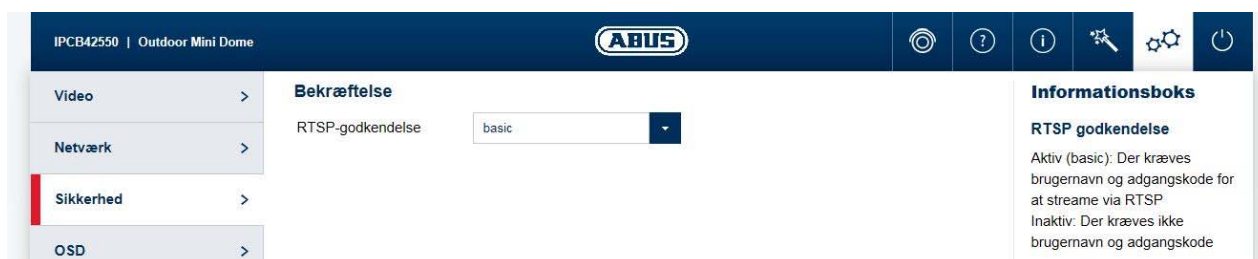 IPCB42550 | Outdoor Mini Dome
ABUS
Video
Netværk
Sikkerhed
OSD
Bekræftelse
RTSP-godkendelse basic
Informationsboks
RTSP godkendelse
Aktiv (basic): Der kræves
brugernavn og adgangskode for
at streame via RTSP
Inaktiv: Der kræves ikke
brugernavn og adgangskode